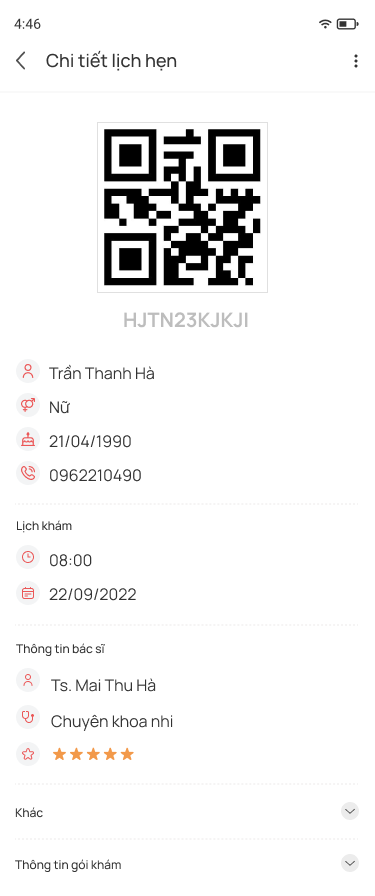 4:46
Chi tiết lịch hẹn
HJTN23KJKJI
Trần Thanh Hà
Nữ
21/04/1990
0962210490
Lịch khám
08:00
22/09/2022
Thông tin bác sĩ
Ts. Mai Thu Hà
Chuyên khoa nhi
Khác
Thông tin gói khám